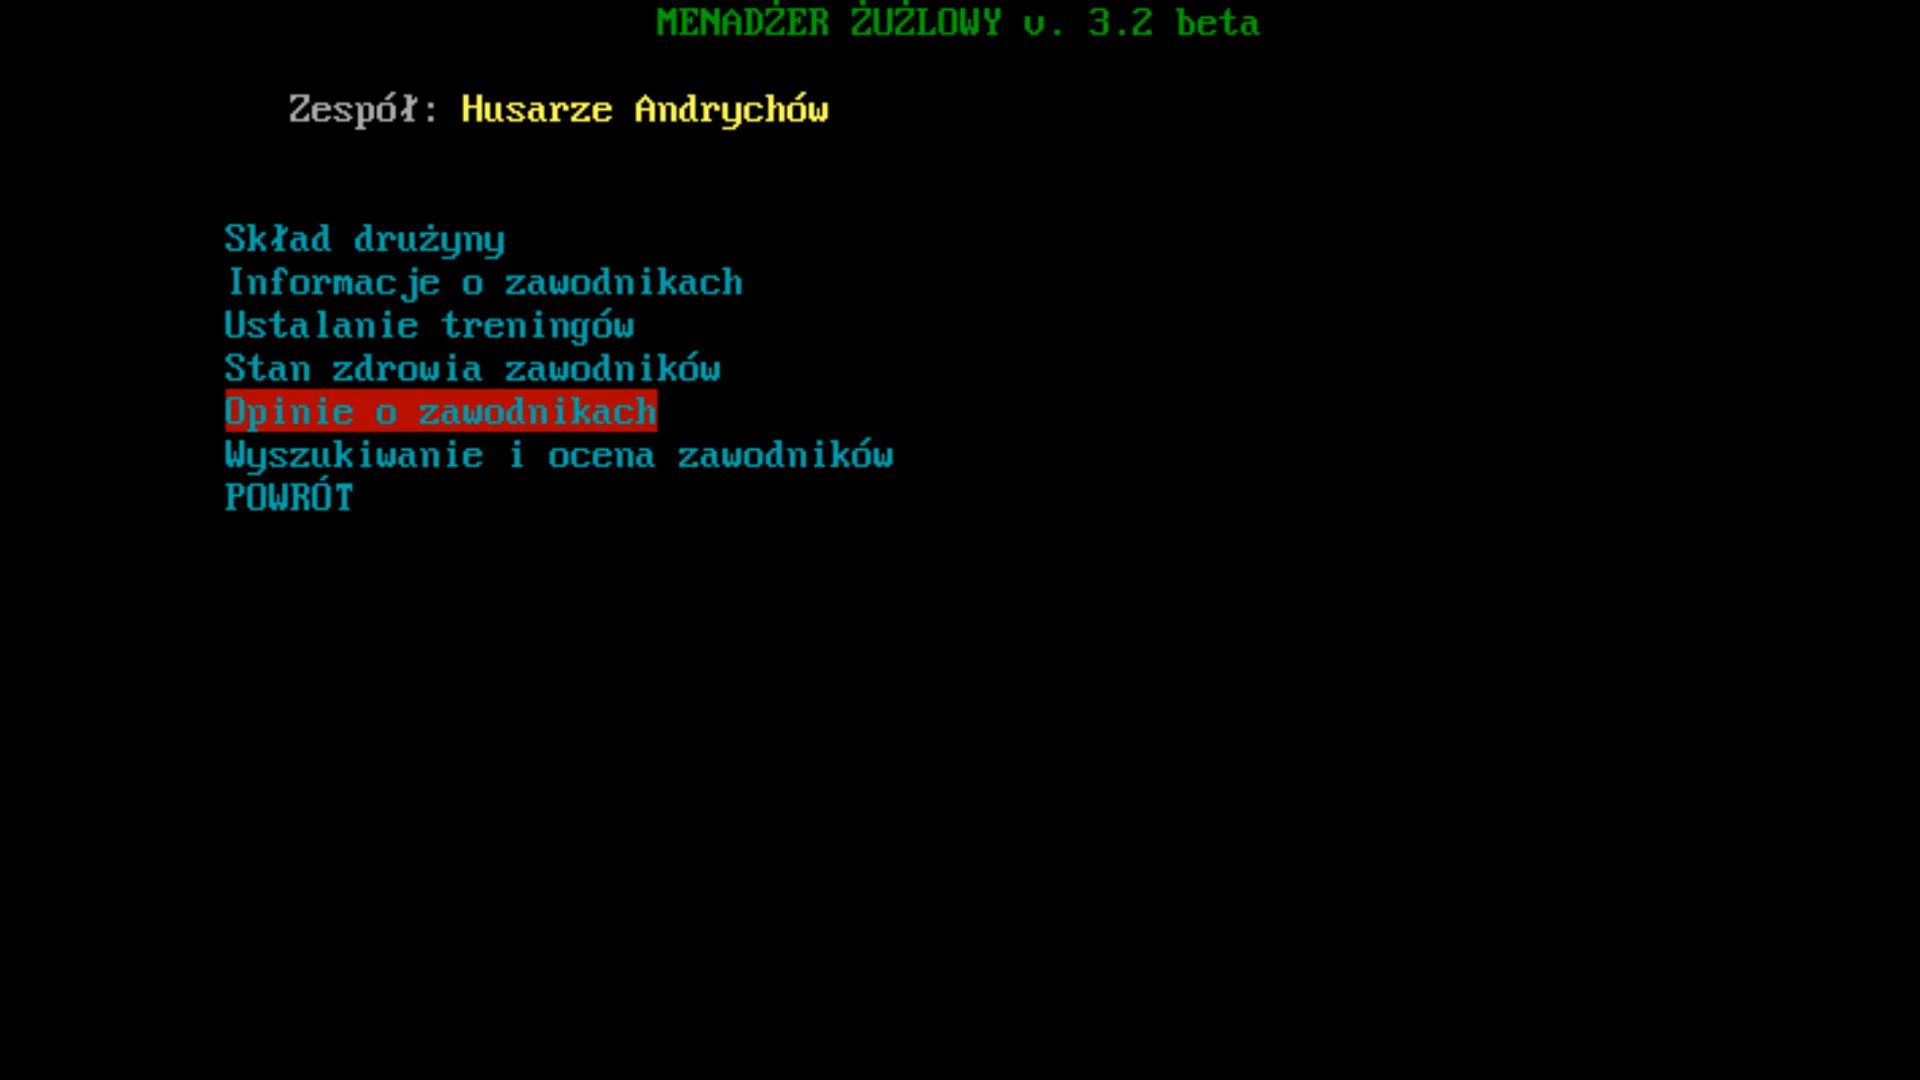 MENADŻER ŻUŻLOWY v. 3.2 beta
Zespół: Husarze Andrychów
Skład drużyny
Informacje o zawodnikach
Ustalanie treningów
Stan zdrowia zawodników
Opinie o zawodnikach
Wyszukiwanie i ocena zawodników
POWRÓT